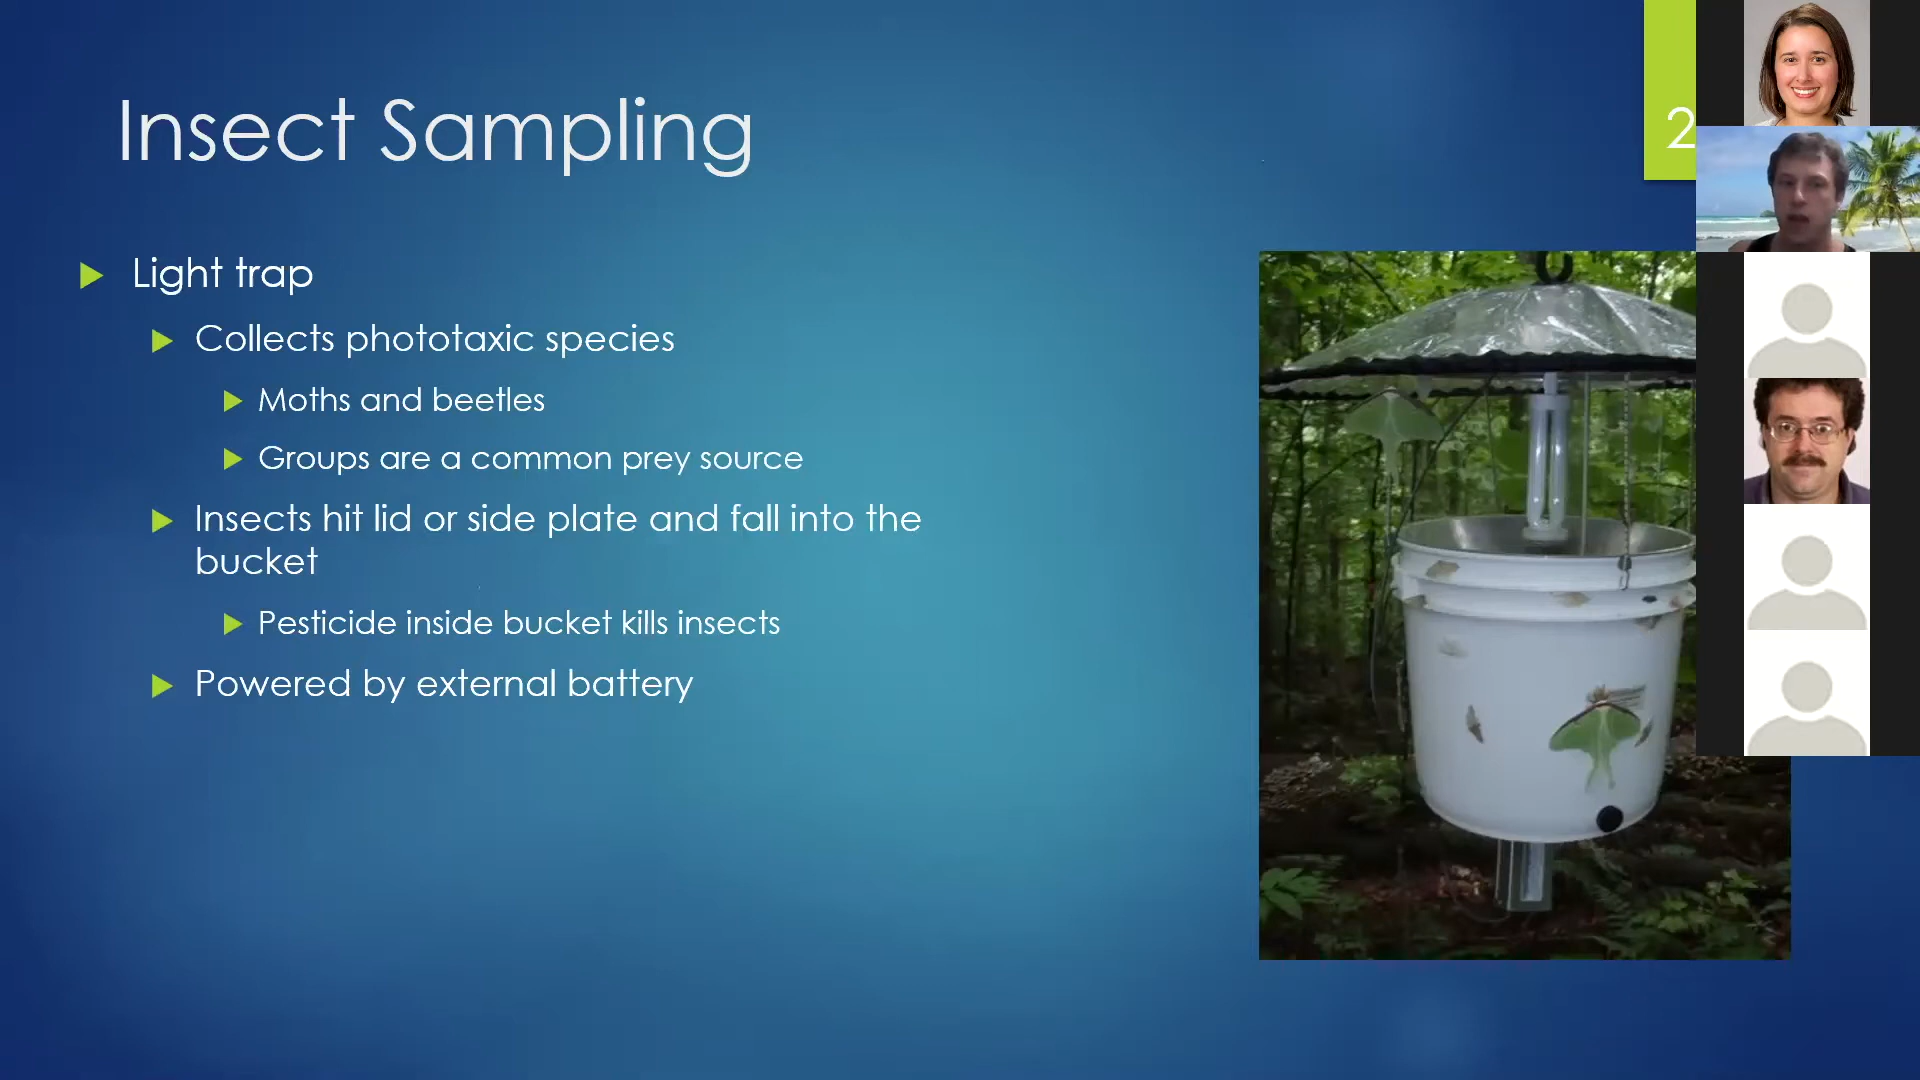 Insect Sampling
2
Light trap
Collects phototaxic species
Moths and beetles
Groups are a common prey source
Insects hit lid or side plate and fall into the
bucket
Pesticide inside bucket kills insects
Powered by external battery